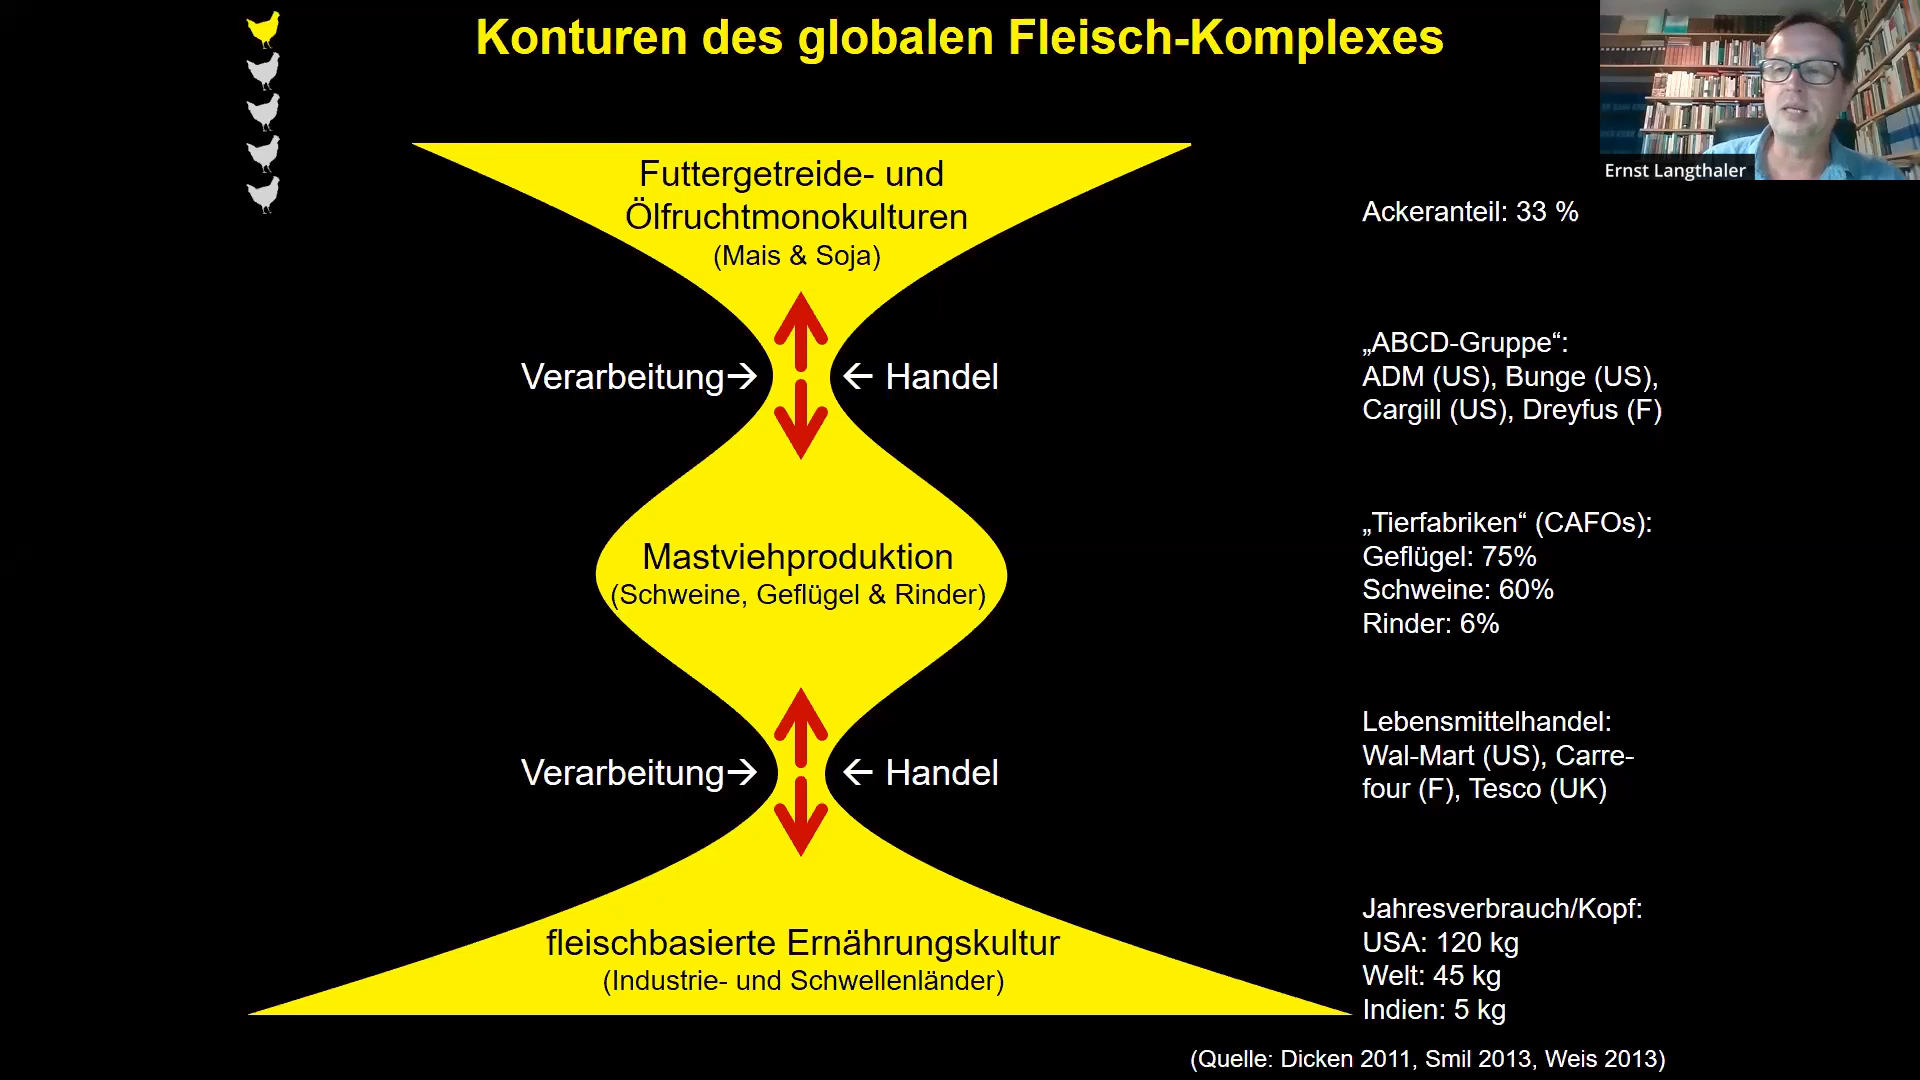 Konturen des globalen Fleisch-Komplexes
Ernst Langthaler
Futtergetreide- und
Ölfruchtmonokulturen
(Mais & Soja)
Ackeranteil: 33 %
Verarbeitung→ ← Handel
„ABCD-Gruppe“:
ADM (US), Bunge (US),
Cargill (US), Dreyfus (F)
Mastviehproduktion
(Schweine, Geflügel & Rinder)
„Tierfabriken“ (CAFOs):
Geflügel: 75%
Schweine: 60%
Rinder: 6%
Verarbeitung→ ← Handel
Lebensmittelhandel:
Wal-Mart (US), Carre-
four (F), Tesco (UK)
fleischbasierte Ernährungskultur
(Industrie- und Schwellenländer)
Jahresverbrauch/Kopf:
USA: 120 kg
Welt: 45 kg
Indien: 5 kg
(Quelle: Dicken 2011, Smil 2013, Weis 2013)